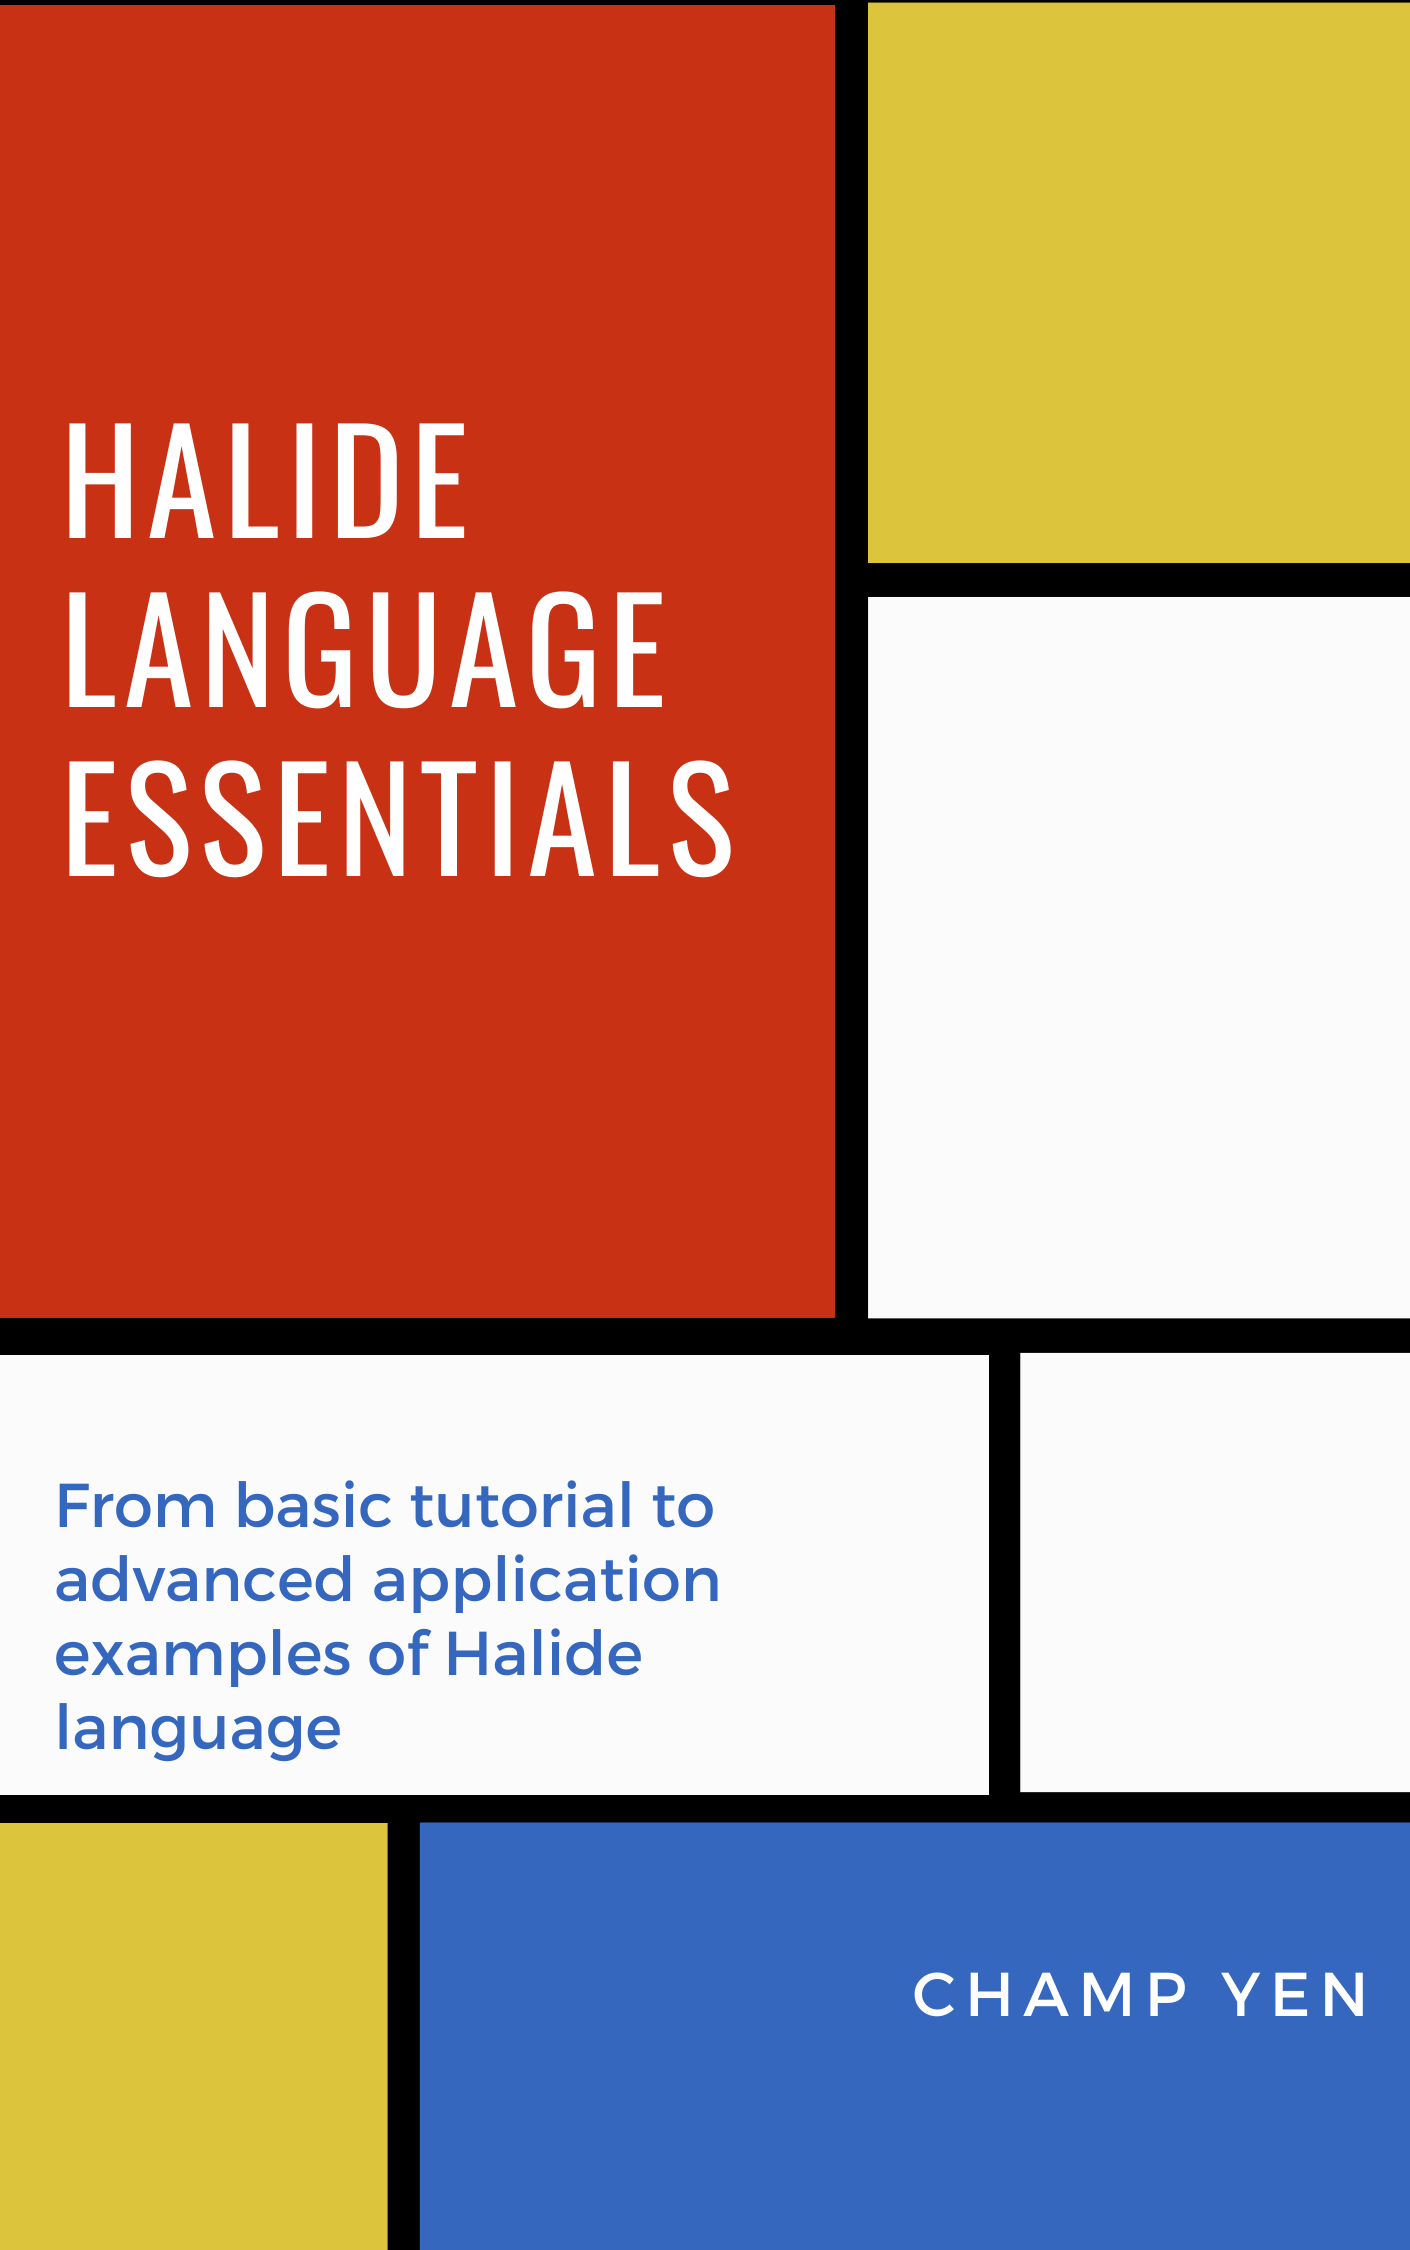 HALIDE
LANGUAGE
ESSENTIALS
From basic tutorial to
advanced application
examples of Halide
language
CHAMP YEN